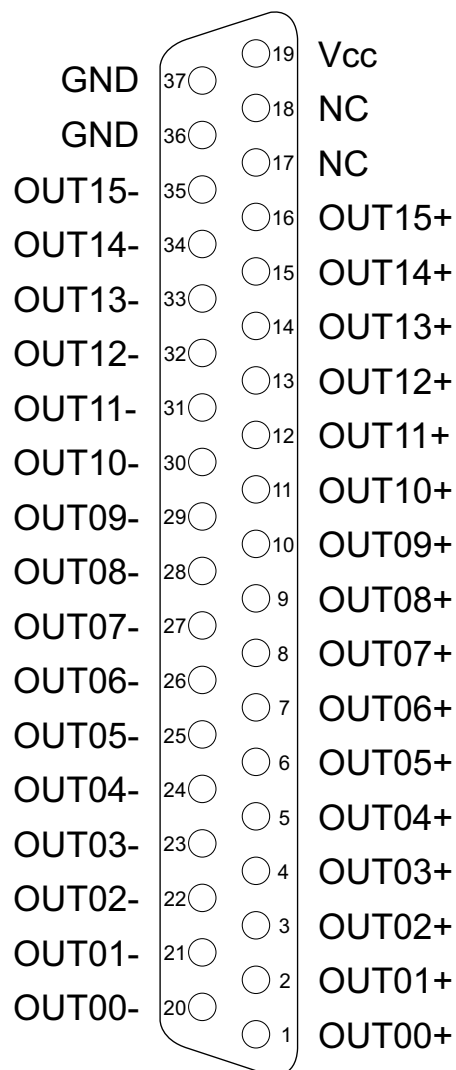 19 Vcc
GND 37
18 NC
GND 36
17 NC
OUT15- 35
16 OUT15+
OUT14- 34
15 OUT14+
OUT13- 33
14 OUT13+
OUT12- 32
13 OUT12+
OUT11- 31
12 OUT11+
OUT10- 30
11 OUT10+
OUT09- 29
10 OUT09+
OUT08- 28
9 OUT08+
OUT07- 27
8 OUT07+
OUT06- 26
7 OUT06+
OUT05- 25
6 OUT05+
OUT04- 24
5 OUT04+
OUT03- 23
4 OUT03+
OUT02- 22
3 OUT02+
OUT01- 21
2 OUT01+
OUT00- 20
1 OUT00+